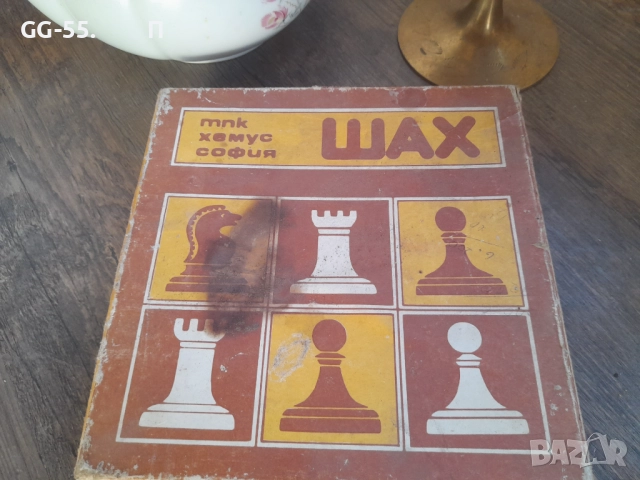 GG-55. п
тпк
хемус
софия
ШАХ
BAZAR